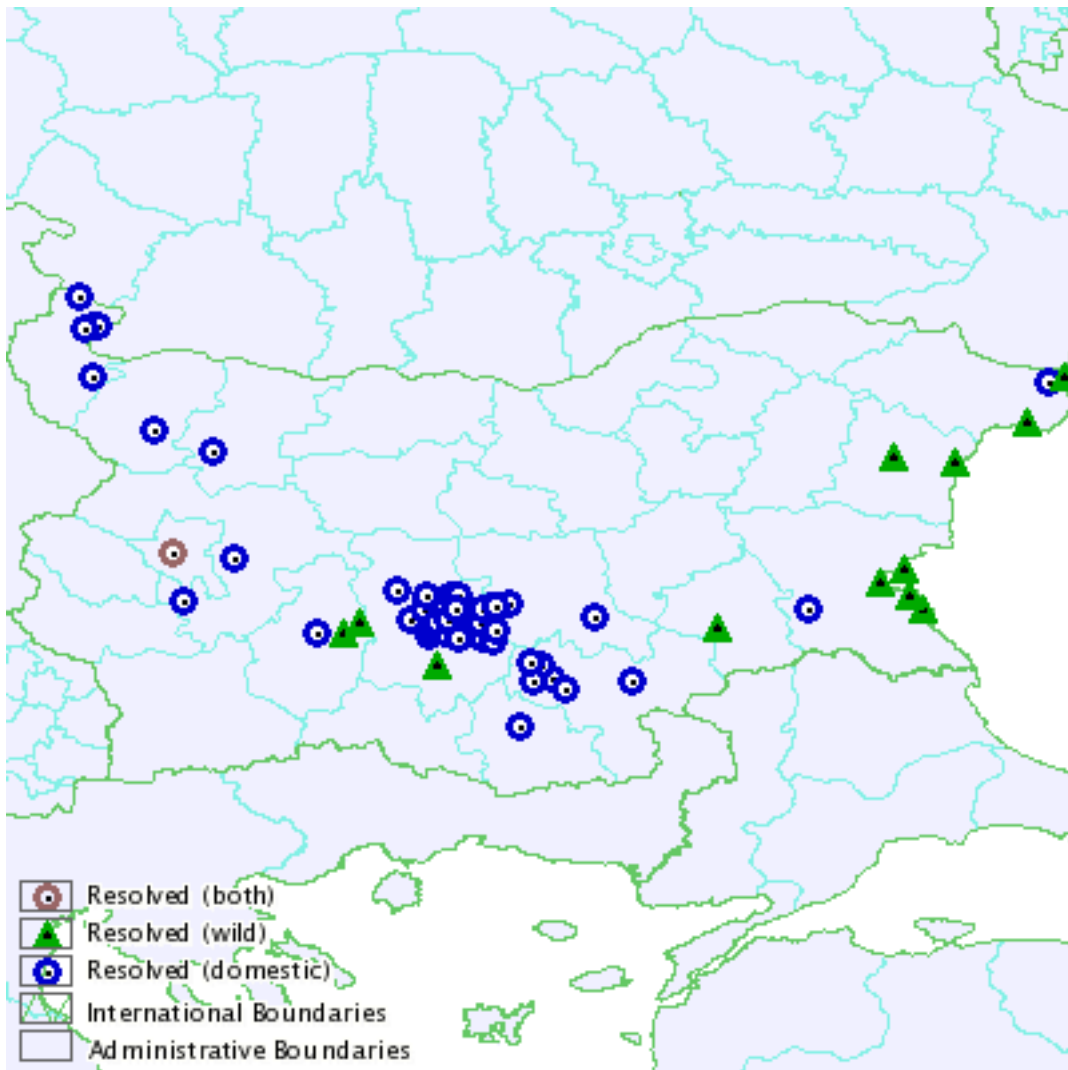 Resolved (both)
Resolved (wild)
Resolved (domestic)
International Boundaries
Administrative Boundaries